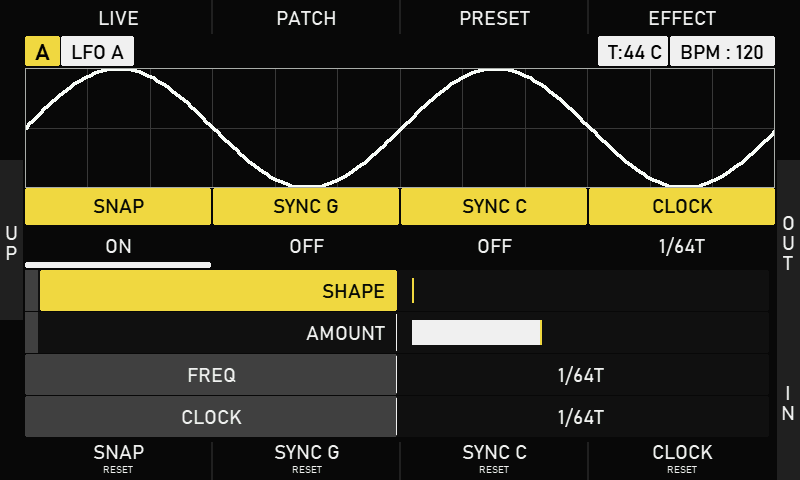 LIVE PATCH PRESET EFFECT
A LFO A T:44 C BPM : 120
SNAP SYNC G SYNC C CLOCK
UP
OUT
ON OFF OFF 1/64T
SHAPE
AMOUNT
FREQ 1/64T
IN
CLOCK 1/64T
SNAP SYNC G SYNC C CLOCK
RESET RESET RESET RESET